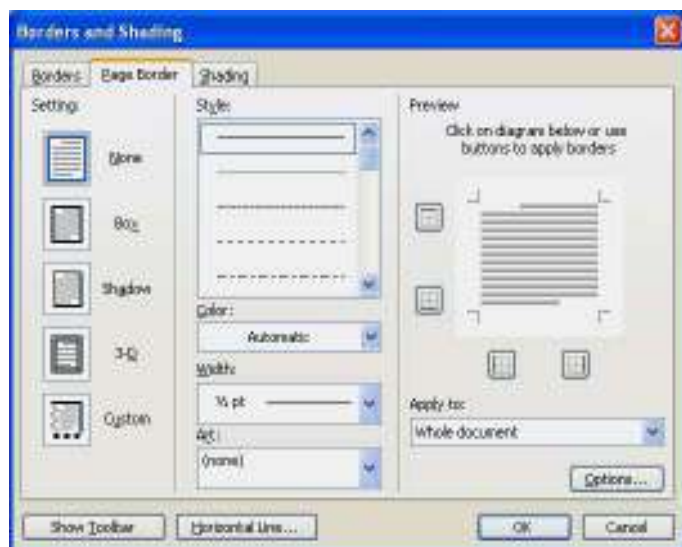 Borders and Shading
Borders
Page Border
Shading
Setting:
None
Box
Shadow
3-D
Custom
Style:
Color:
Automatic
Width:
½ pt
Art:
(none)
Preview
Click on diagram below or use
buttons to apply borders
Apply to:
Whole document
Options...
Show Toolbar
Horizontal Line...
OK
Cancel